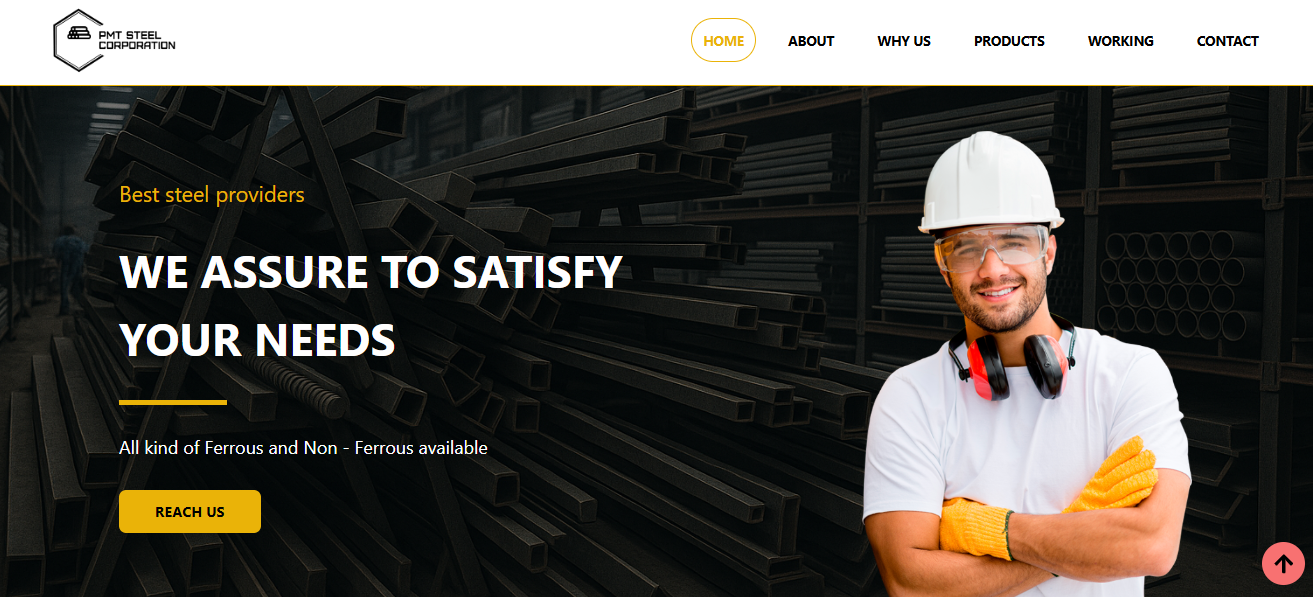 PMT STEEL
CORPORATION
HOME ABOUT WHY US PRODUCTS WORKING CONTACT
Best steel providers
WE ASSURE TO SATISFY
YOUR NEEDS
All kind of Ferrous and Non - Ferrous available
REACH US